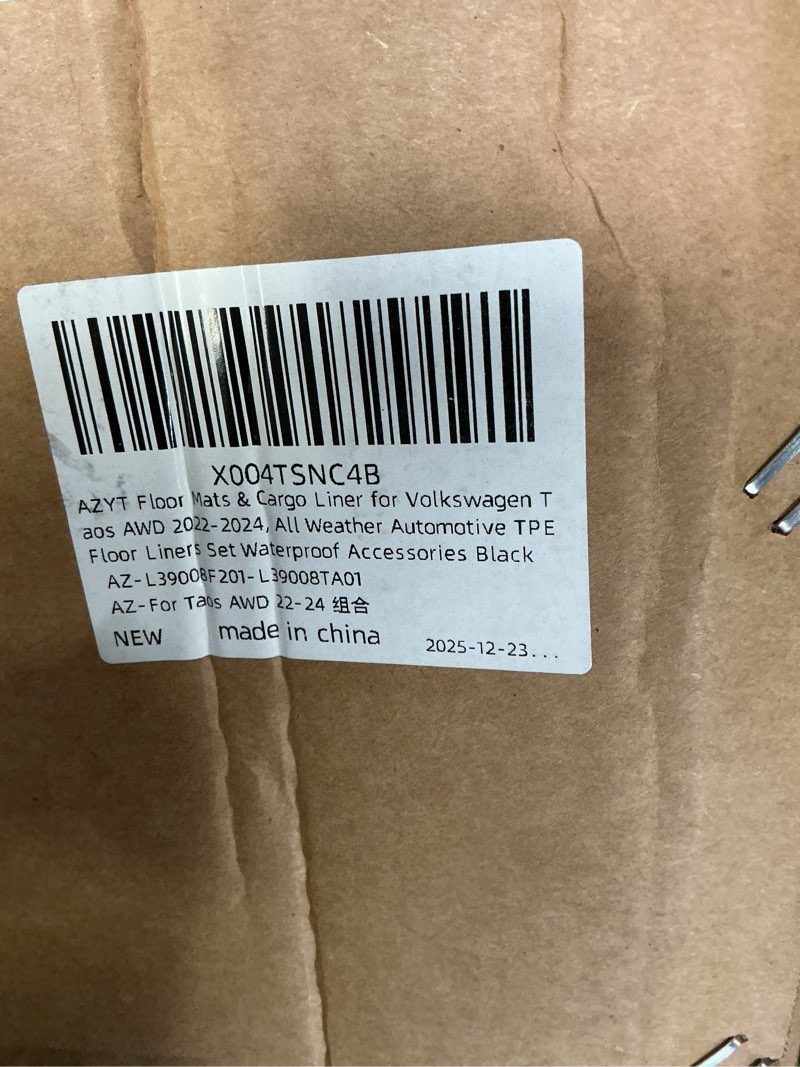 X004TSNC4B
AZYT Floor Mats & Cargo Liner for Volkswagen T
aos AWD 2022-2024, All Weather Automotive TPE
Floor Liners Set Waterproof Accessories Black
AZ-L39008F201-L39008TA01
AZ-For Taos AWD 22-24 组合
NEW made in china 2025-12-23...